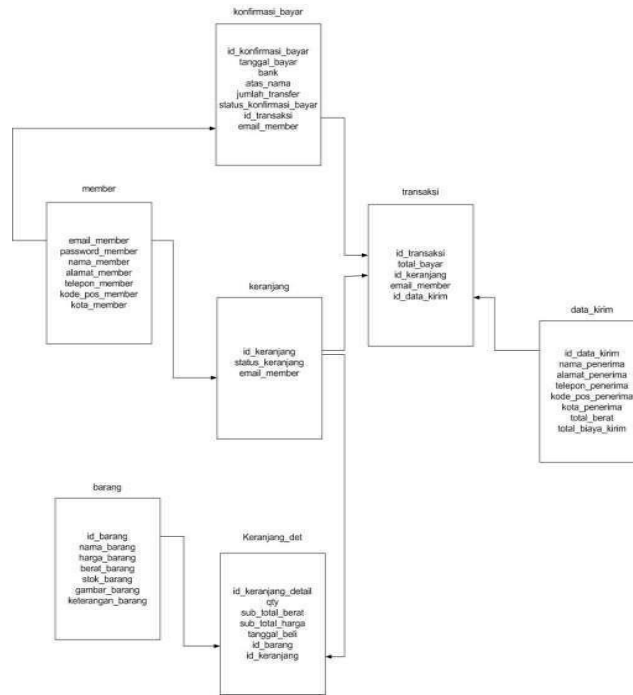 konfirmasi_bayar
id_konfirmasi_bayar
tanggal_bayar
bank
atas_nama
jumlah_transfer
status_konfirmasi_bayar
id_transaksi
email_member
member
email_member
password_member
nama_member
alamat_member
telepon_member
kode_pos_member
kota_member
transaksi
id_transaksi
total_bayar
id_keranjang
email_member
id_data_kirim
keranjang
id_keranjang
status_keranjang
email_member
data_kirim
id_data_kirim
nama_penerima
alamat_penerima
telepon_penerima
kode_pos_penerima
kota_penerima
total_berat
total_biaya_kirim
barang
id_barang
nama_barang
harga_barang
berat_barang
stok_barang
gambar_barang
keterangan_barang
Keranjang_det
id_keranjang_detail
qty
sub_total_berat
sub_total_harga
tanggal_beli
id_barang
id_keranjang